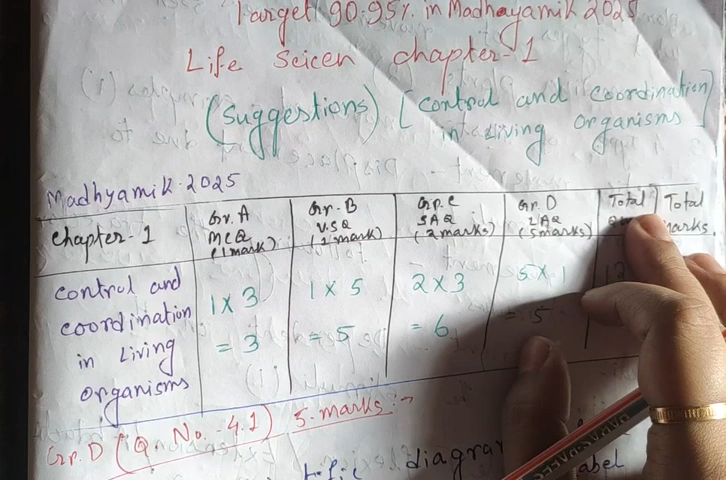 Target 90.95% in Madhayamik 2025
Life Seicen chapter-1
(Suggestions) [control and coordination
in Living Organisms]
Madhyamik-2025
chapter-1
Gr. A
MCQ
(1 mark)
Gr. B
VSQ
(1 mark)
Gp. C
SAQ
(2 marks)
Gr. D
LAQ
(5 marks)
Total
Total
marks.
control and
coordination
in Living
Organisms
1 x 3
= 3
1 x 5
= 5
2 x 3
= 6
5 x 1
= 5
Gr. D (Q. No. - 4.1) 5. marks:-
diagram
label